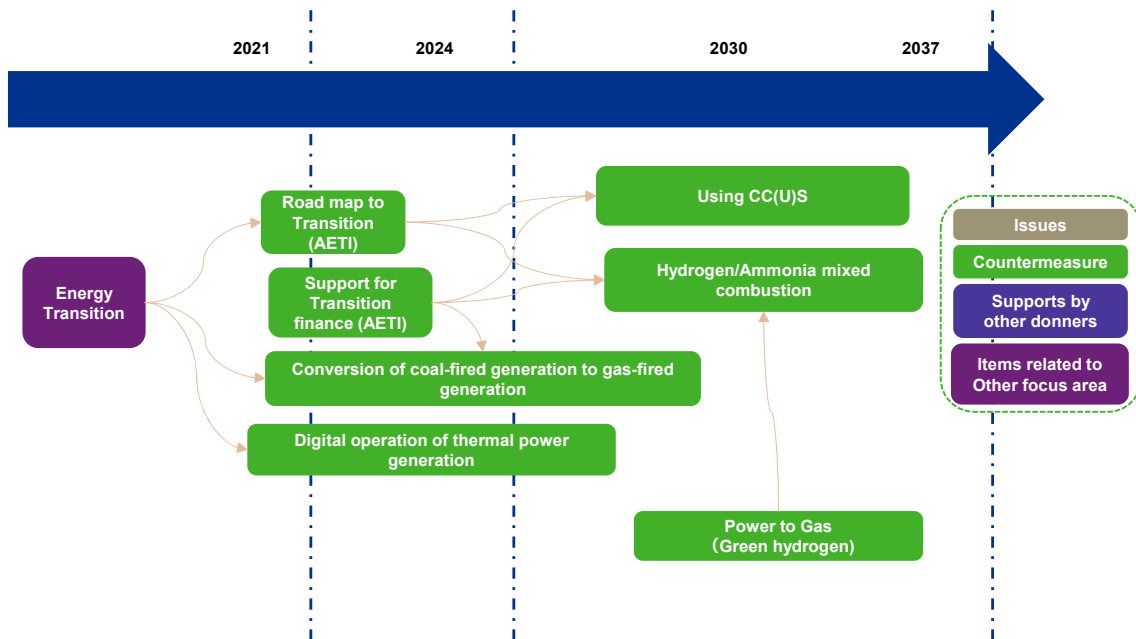 2021
2024
2030
2037
Road map to
Transition
(AETI)
Using CC(U)S
Issues
Countermeasure
Supports by
other donners
Items related to
Other focus area
Energy
Transition
Support for
Transition
finance (AETI)
Hydrogen/Ammonia mixed
combustion
Conversion of coal-fired generation to gas-fired
generation
Digital operation of thermal power
generation
Power to Gas
（Green hydrogen)